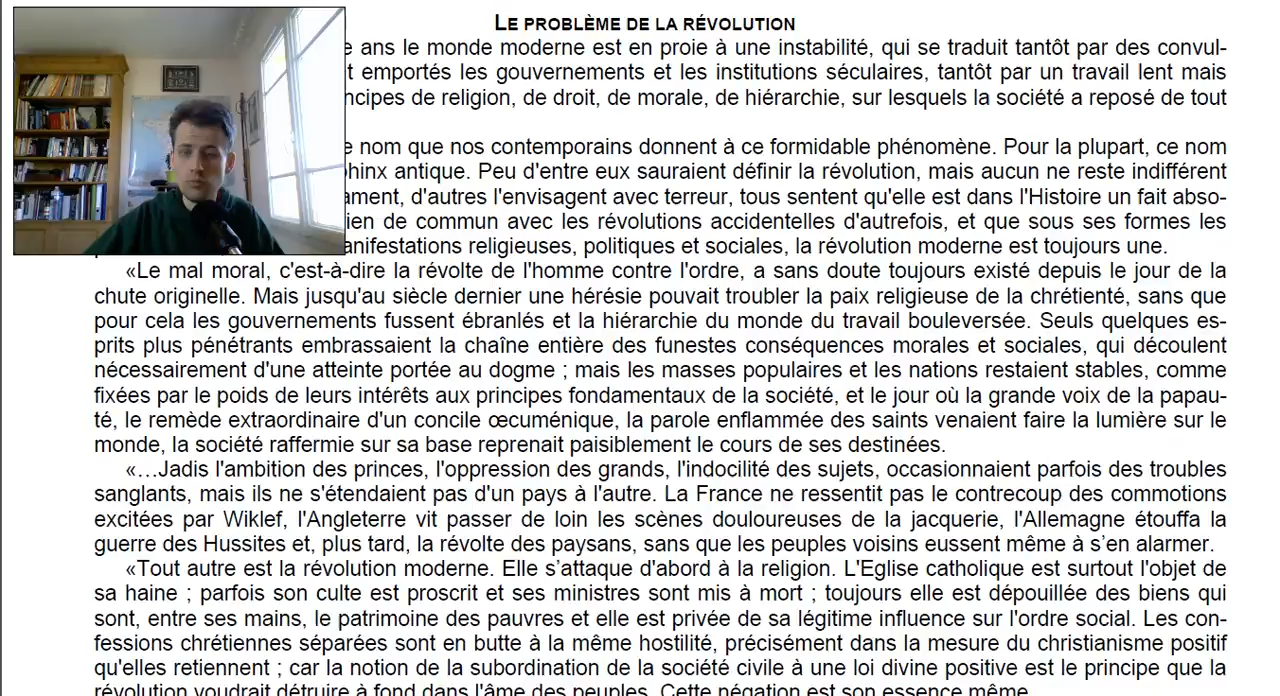 LE PROBLÈME DE LA RÉVOLUTION
ans le monde moderne est en proie à une instabilité, qui se traduit tantôt par des convul-
emportés les gouvernements et les institutions séculaires, tantôt par un travail lent mais
de religion, de droit, de morale, de hiérarchie, sur lesquels la société a reposé de tout
nom que nos contemporains donnent à ce formidable phénomène. Pour la plupart, ce nom
antique. Peu d'entre eux sauraient définir la révolution, mais aucun ne reste indifférent
d'autres l'envisagent avec terreur, tous sentent qu'elle est dans l'Histoire un fait abso-
de commun avec les révolutions accidentelles d'autrefois, et que sous ses formes les
religieuses, politiques et sociales, la révolution moderne est toujours une.
«Le mal moral, c'est-à-dire la révolte de l'homme contre l'ordre, a sans doute toujours existé depuis le jour de la
chute originelle. Mais jusqu'au siècle dernier une hérésie pouvait troubler la paix religieuse de la chrétienté, sans que
pour cela les gouvernements fussent ébranlés et la hiérarchie du monde du travail bouleversée. Seuls quelques es-
prits plus pénétrants embrassaient la chaîne entière des funestes conséquences morales et sociales, qui découlent
nécessairement d'une atteinte portée au dogme ; mais les masses populaires et les nations restaient stables, comme
fixées par le poids de leurs intérêts aux principes fondamentaux de la société, et le jour où la grande voix de la papau-
té, le remède extraordinaire d'un concile œcuménique, la parole enflammée des saints venaient faire la lumière sur le
monde, la société raffermie sur sa base reprenait paisiblement le cours de ses destinées.
«…Jadis l'ambition des princes, l'oppression des grands, l'indocilité des sujets, occasionnaient parfois des troubles
sanglants, mais ils ne s'étendaient pas d'un pays à l'autre. La France ne ressentit pas le contrecoup des commotions
excitées par Wiklef, l'Angleterre vit passer de loin les scènes douloureuses de la jacquerie, l'Allemagne étouffa la
guerre des Hussites et, plus tard, la révolte des paysans, sans que les peuples voisins eussent même à s’en alarmer.
«Tout autre est la révolution moderne. Elle s’attaque d'abord à la religion. L'Eglise catholique est surtout l'objet de
sa haine ; parfois son culte est proscrit et ses ministres sont mis à mort ; toujours elle est dépouillée des biens qui
sont, entre ses mains, le patrimoine des pauvres et elle est privée de sa légitime influence sur l'ordre social. Les con-
fessions chrétiennes séparées sont en butte à la même hostilité, précisément dans la mesure du christianisme positif
qu'elles retiennent ; car la notion de la subordination de la société civile à une loi divine positive est le principe que la
révolution voudrait détruire à fond dans l'âme des peuples. Cette négation est son essence même.